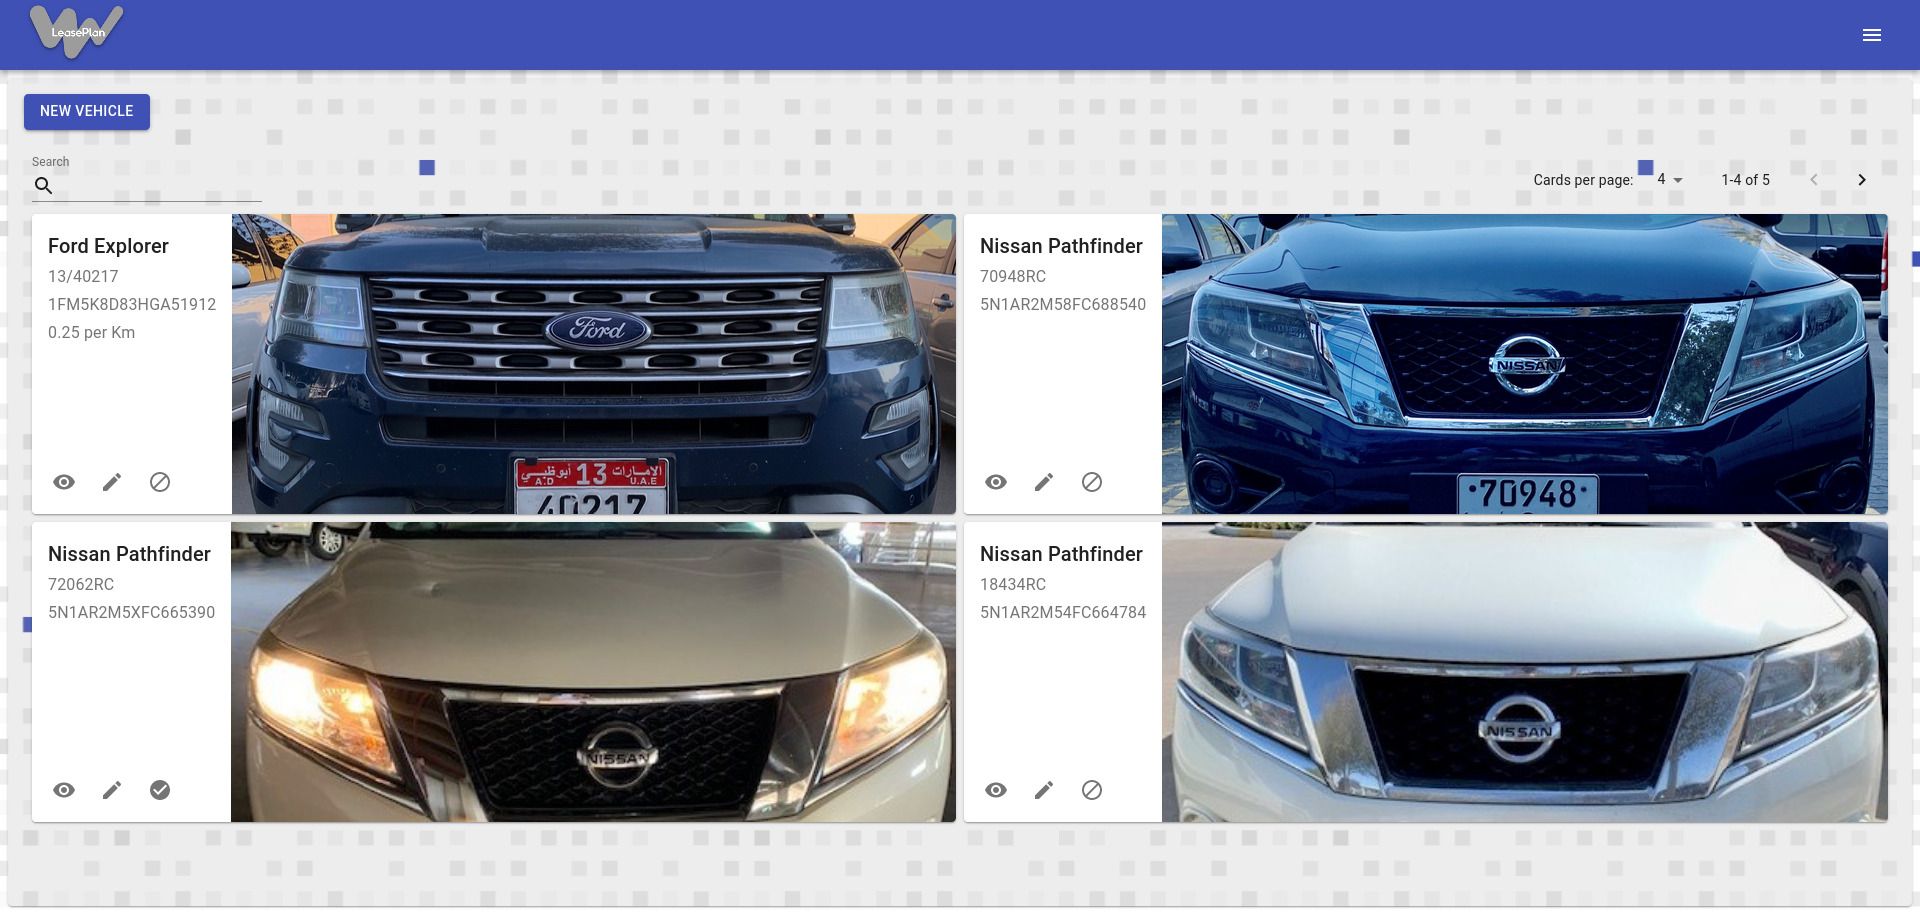 LeasePlan
NEW VEHICLE
Search
Cards per page: 4 1-4 of 5
Ford Explorer
13/40217
1FM5K8D83HGA51912
0.25 per Km
Ford
أبوظبي 13 الامارات
A.D U.A.E
40217
Nissan Pathfinder
70948RC
5N1AR2M58FC688540
NISSAN
70948
Nissan Pathfinder
72062RC
5N1AR2M5XFC665390
NISSAN
Nissan Pathfinder
18434RC
5N1AR2M54FC664784
NISSAN